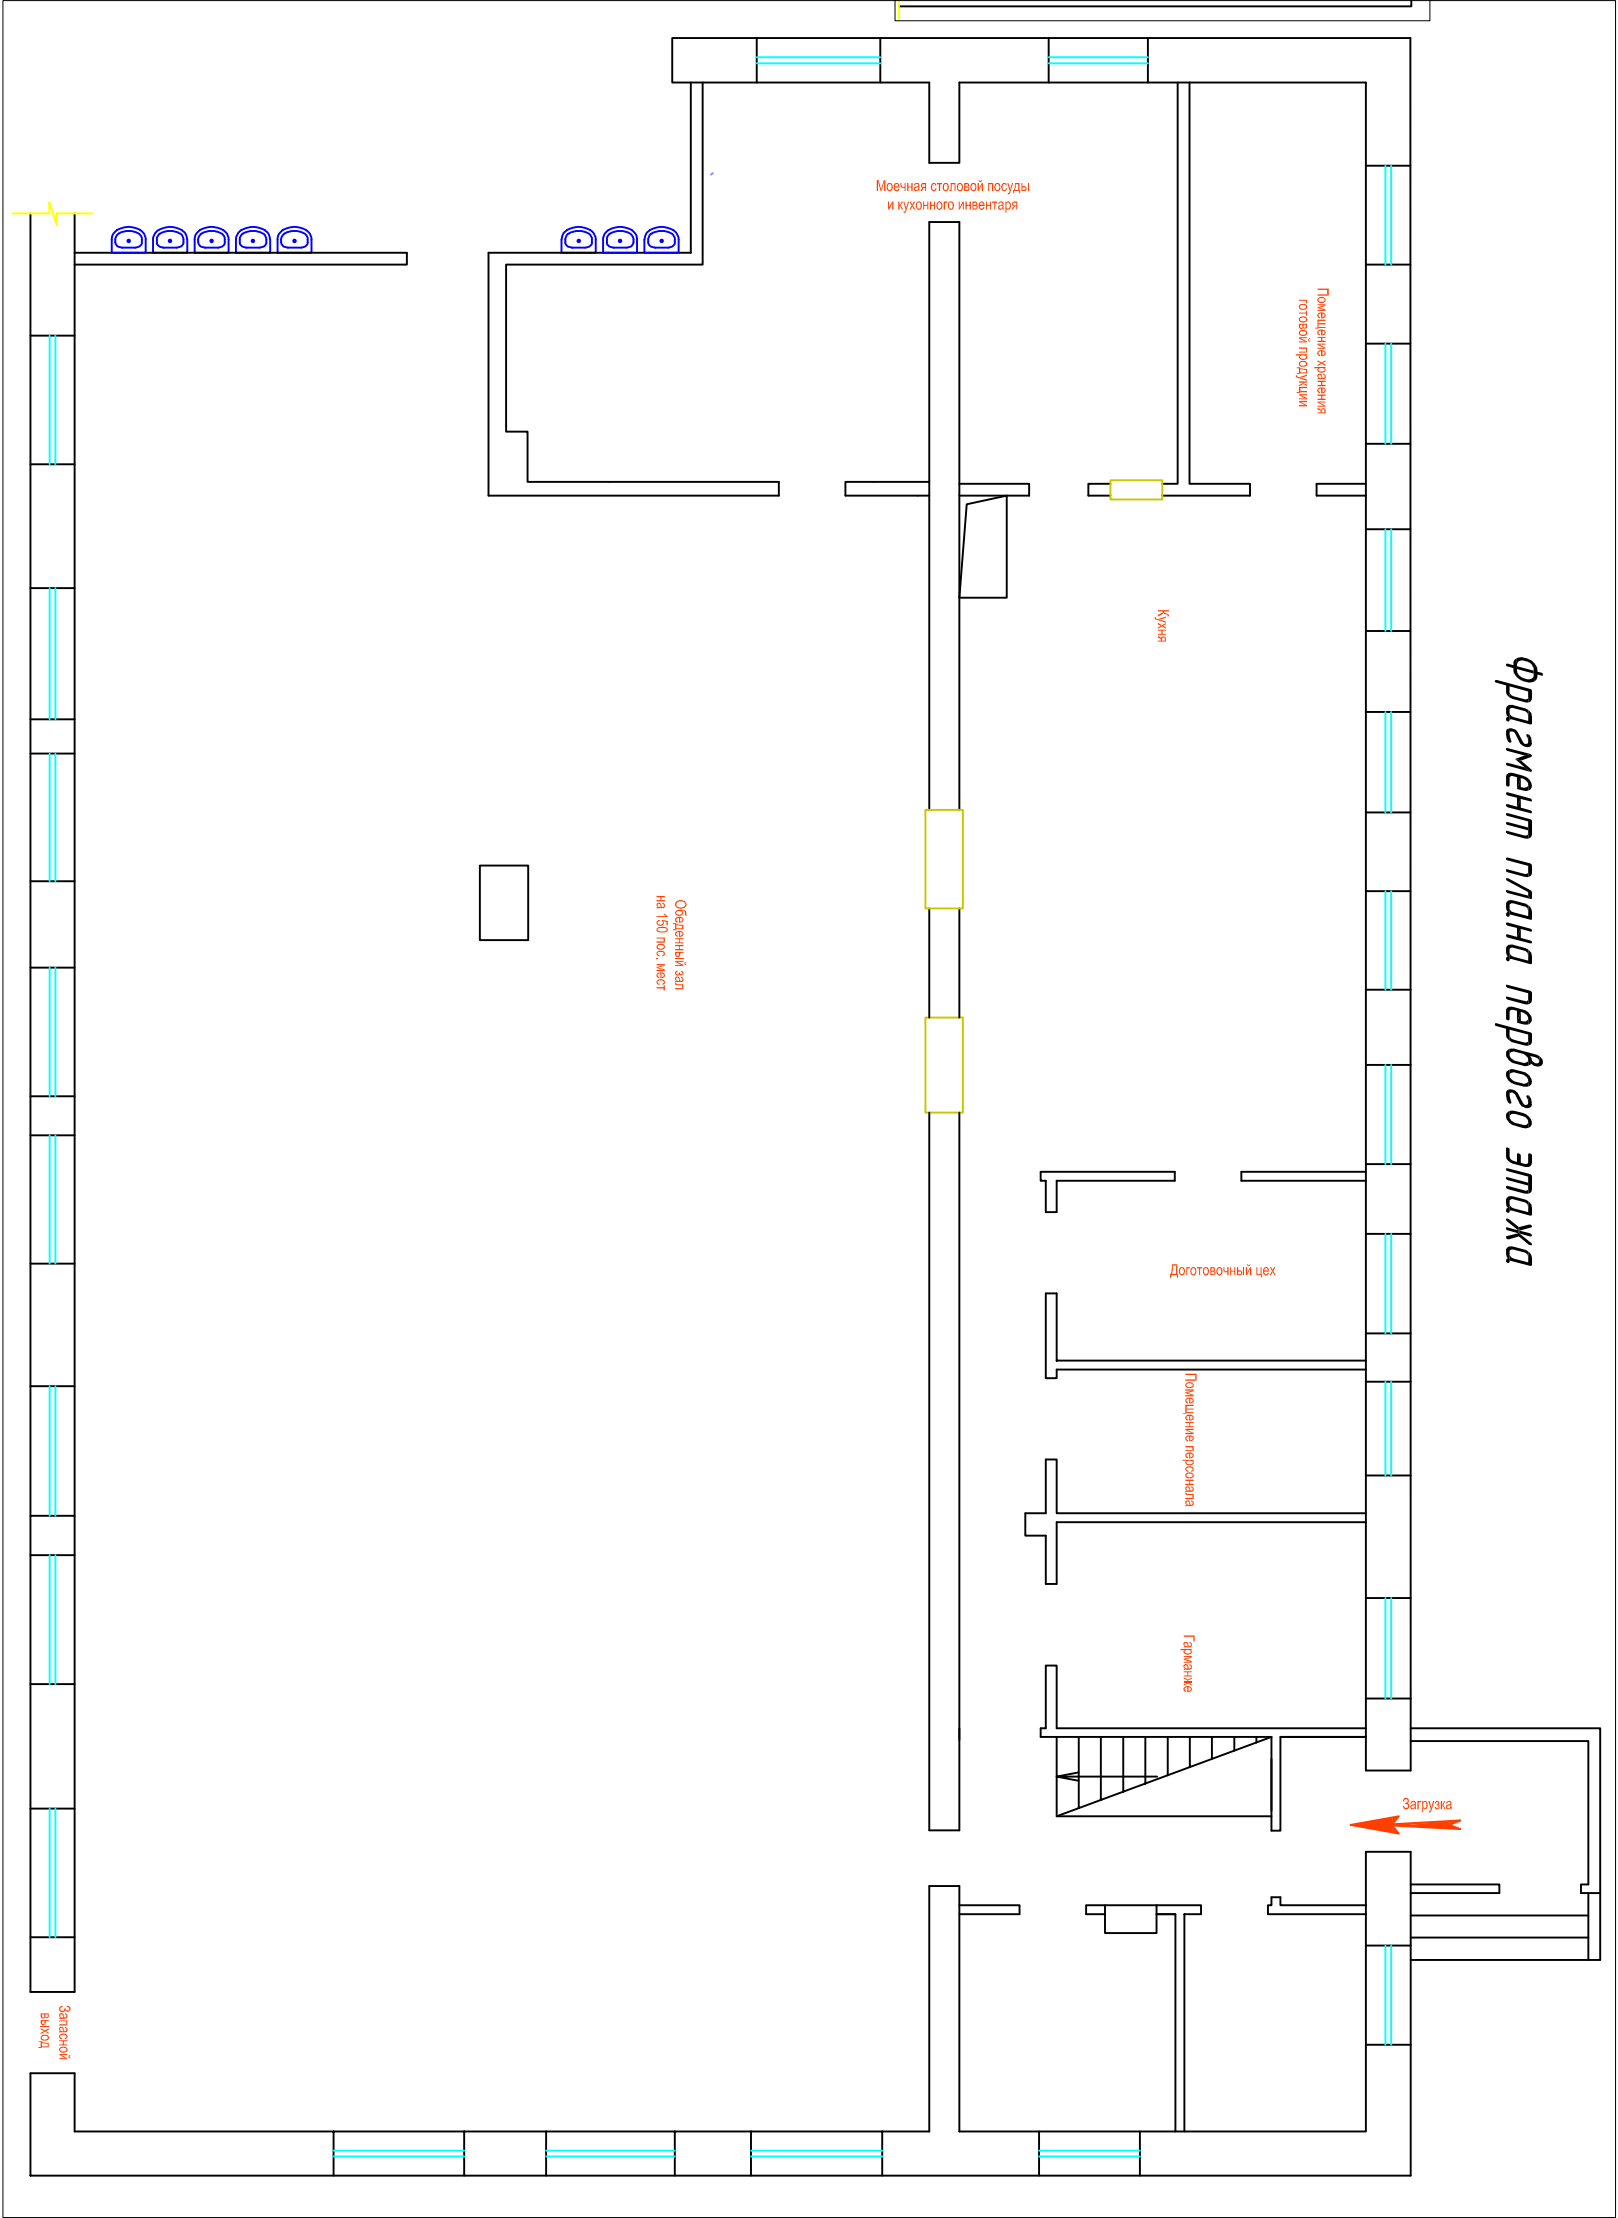 Фрагмент плана первого этажа
Моечная столовой посуды
и кухонного инвентаря
Помещение хранения
готовой продукции
Кухня
Обеденный зал
на 150 пос. мест
Доготовочный цех
Помещение персонала
Гарманже
Загрузка
Запасной
выход